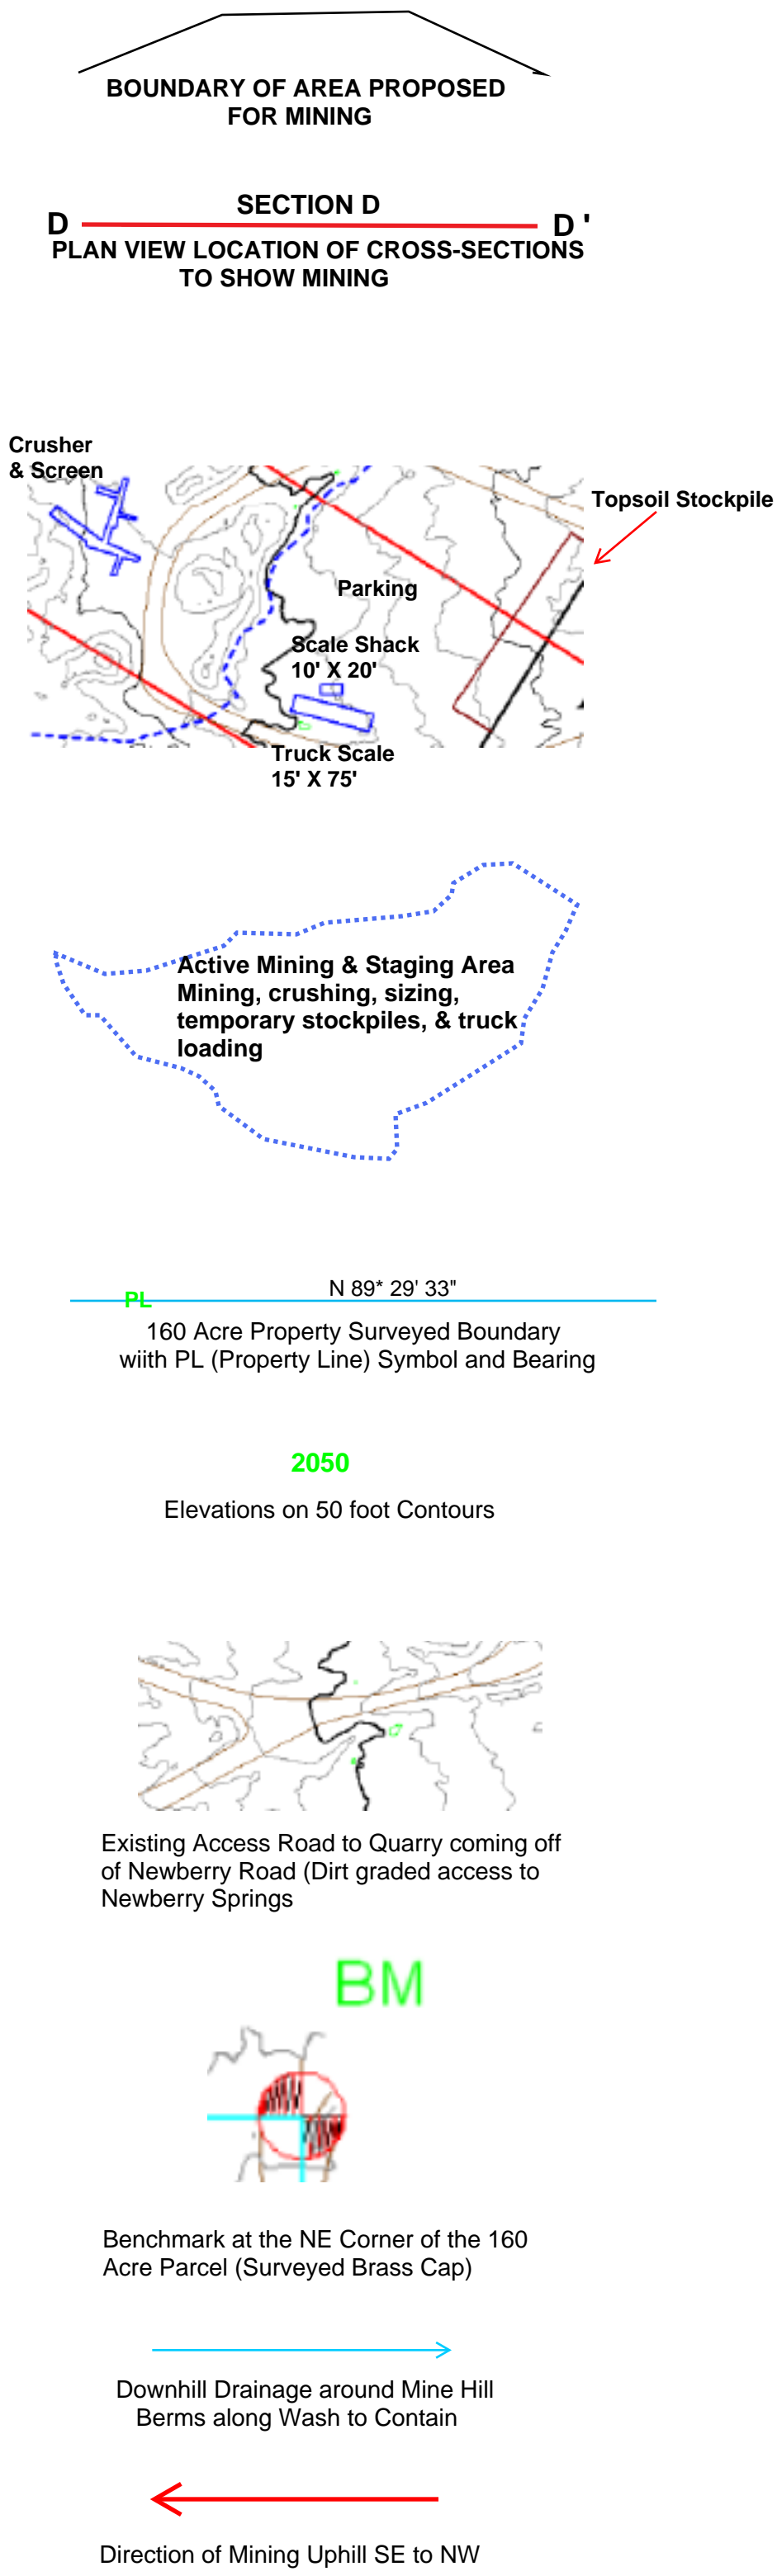 BOUNDARY OF AREA PROPOSED
FOR MINING
SECTION D
D D '
PLAN VIEW LOCATION OF CROSS-SECTIONS
TO SHOW MINING
Crusher
& Screen
Topsoil Stockpile
Parking
Scale Shack
10' X 20'
Truck Scale
15' X 75'
Active Mining & Staging Area
Mining, crushing, sizing,
temporary stockpiles, & truck
loading
N 89* 29' 33"
PL
160 Acre Property Surveyed Boundary
wiith PL (Property Line) Symbol and Bearing
2050
Elevations on 50 foot Contours
Existing Access Road to Quarry coming off
of Newberry Road (Dirt graded access to
Newberry Springs
BM
Benchmark at the NE Corner of the 160
Acre Parcel (Surveyed Brass Cap)
Downhill Drainage around Mine Hill
Berms along Wash to Contain
Direction of Mining Uphill SE to NW